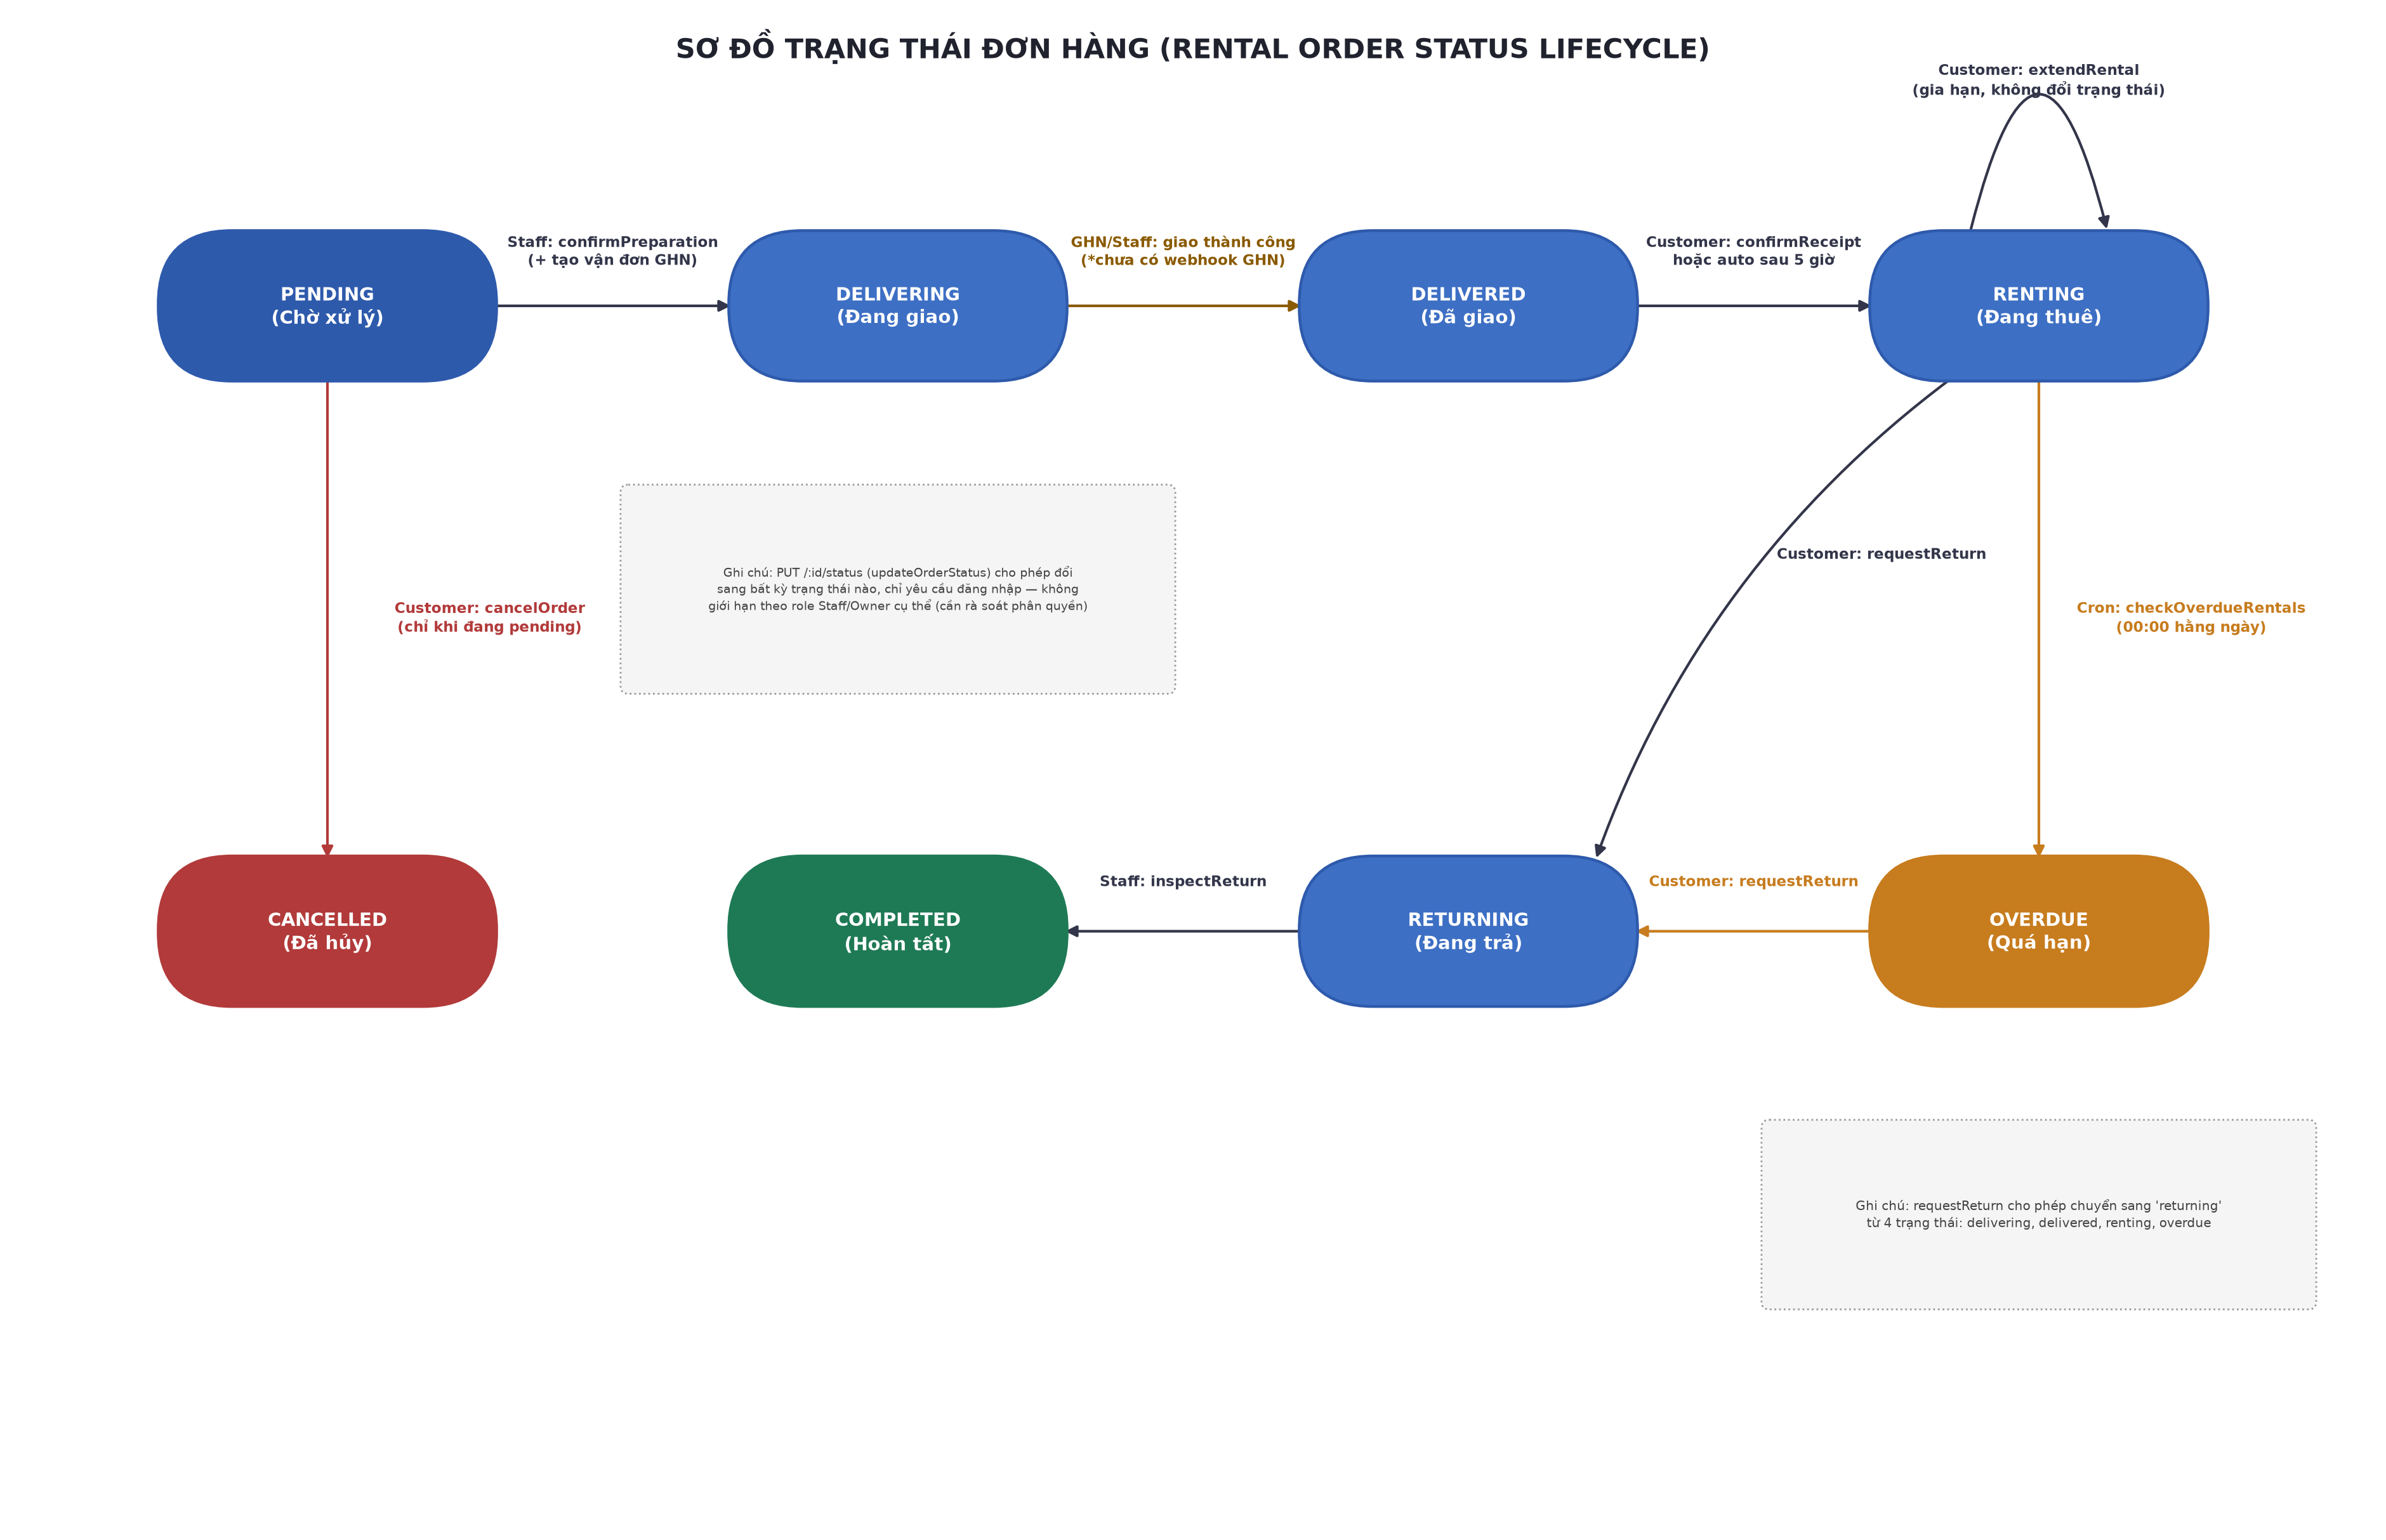 SƠ ĐỒ TRẠNG THÁI ĐƠN HÀNG (RENTAL ORDER STATUS LIFECYCLE)
Customer: extendRental
(gia hạn, không đổi trạng thái)
PENDING
(Chờ xử lý)
Staff: confirmPreparation
(+ tạo vận đơn GHN)
DELIVERING
(Đang giao)
GHN/Staff: giao thành công
(*chưa có webhook GHN)
DELIVERED
(Đã giao)
Customer: confirmReceipt
hoặc auto sau 5 giờ
RENTING
(Đang thuê)
Customer: cancelOrder
(chỉ khi đang pending)
Ghi chú: PUT /:id/status (updateOrderStatus) cho phép đổi
sang bất kỳ trạng thái nào, chỉ yêu cầu đăng nhập — không
giới hạn theo role Staff/Owner cụ thể (cần rà soát phân quyền)
Customer: requestReturn
Cron: checkOverdueRentals
(00:00 hằng ngày)
CANCELLED
(Đã hủy)
COMPLETED
(Hoàn tất)
Staff: inspectReturn
RETURNING
(Đang trả)
Customer: requestReturn
OVERDUE
(Quá hạn)
Ghi chú: requestReturn cho phép chuyển sang 'returning'
từ 4 trạng thái: delivering, delivered, renting, overdue